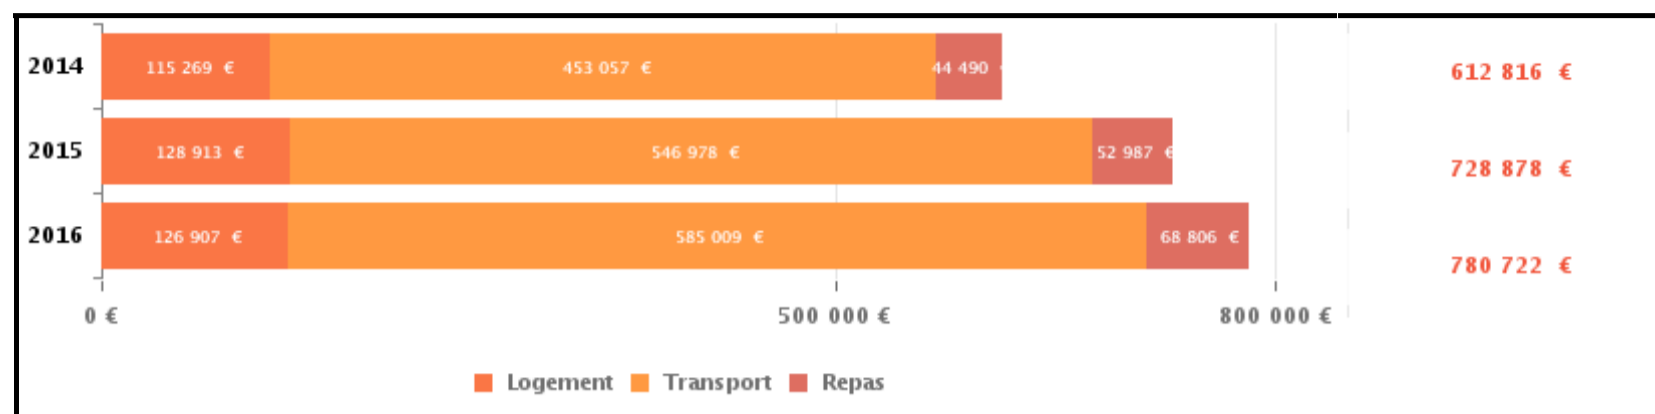 2014 115 269 € 453 057 € 44 490 612 816 €
2015 128 913 € 546 978 € 52 987 € 728 878 €
2016 126 907 € 585 009 € 68 806 € 780 722 €
0 € 500 000 € 800 000 €
Logement Transport Repas